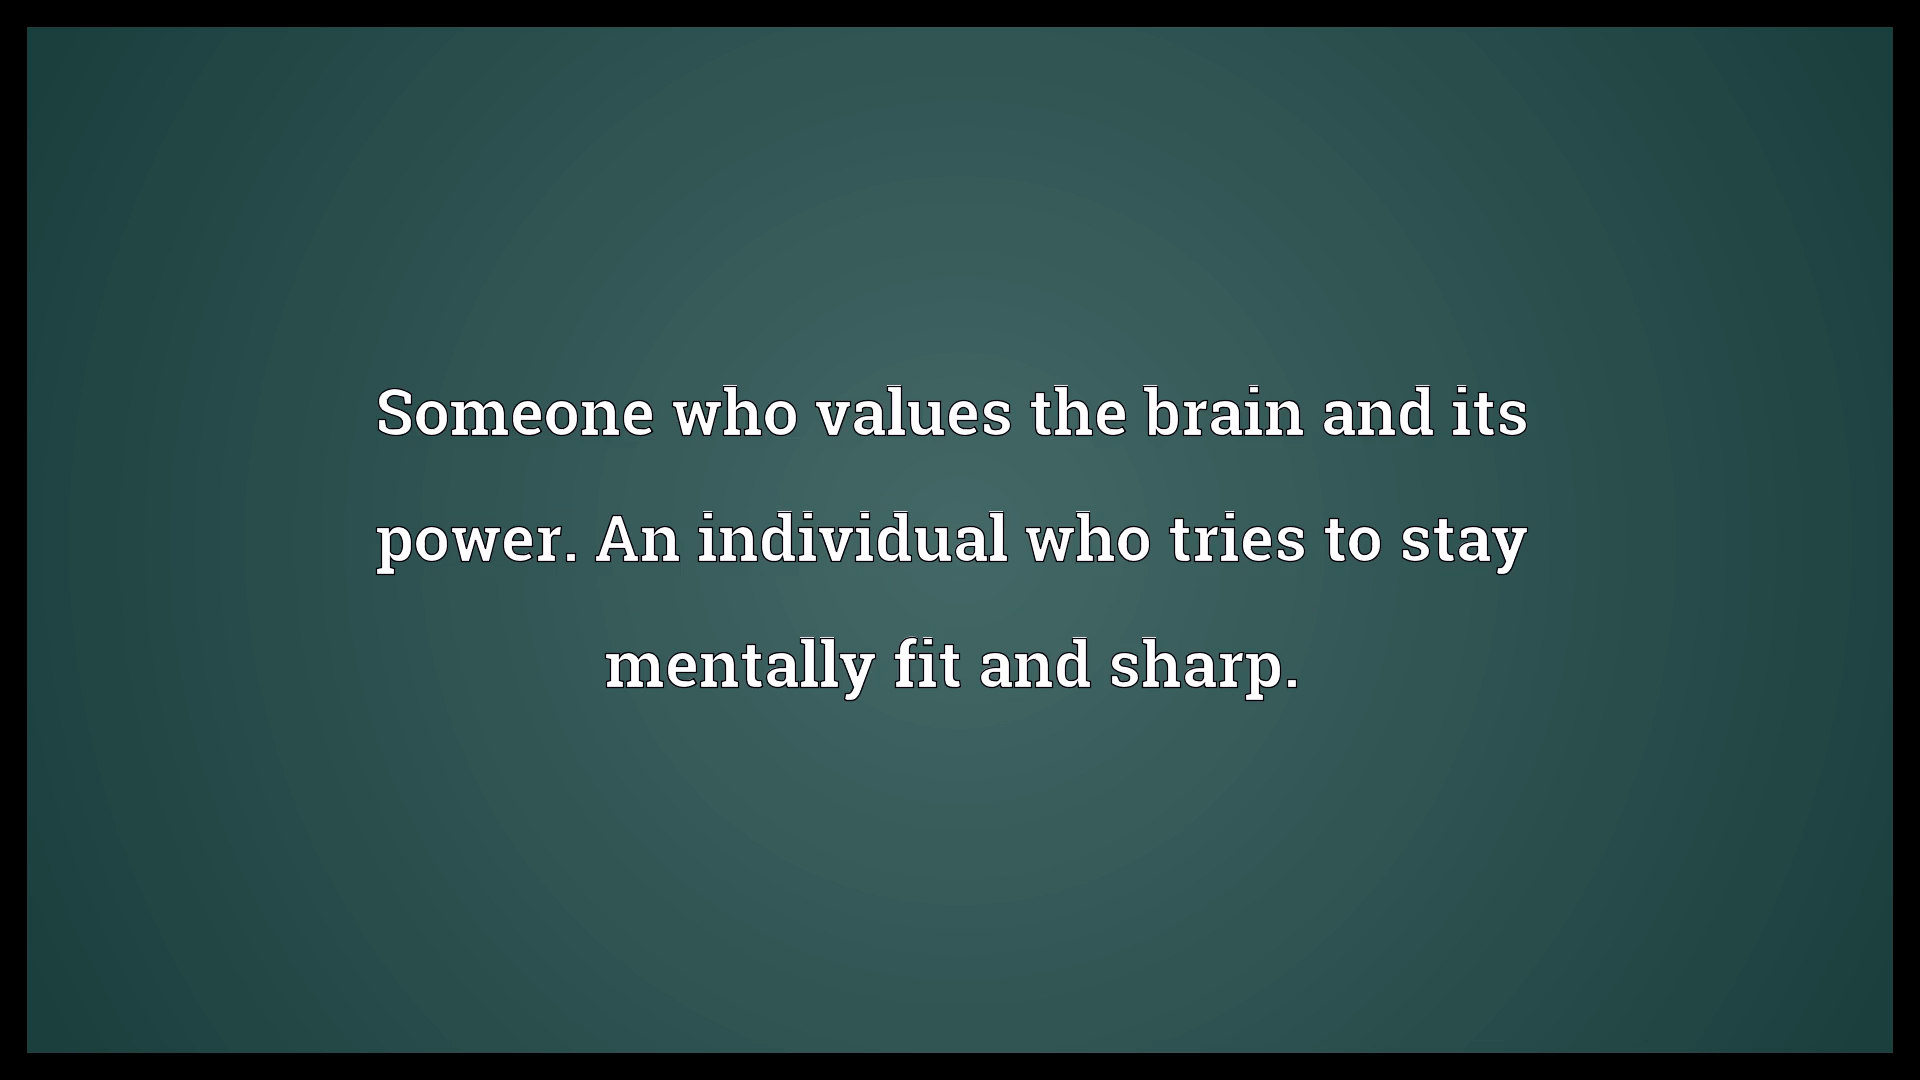 Someone who values the brain and its
power. An individual who tries to stay
mentally fit and sharp.